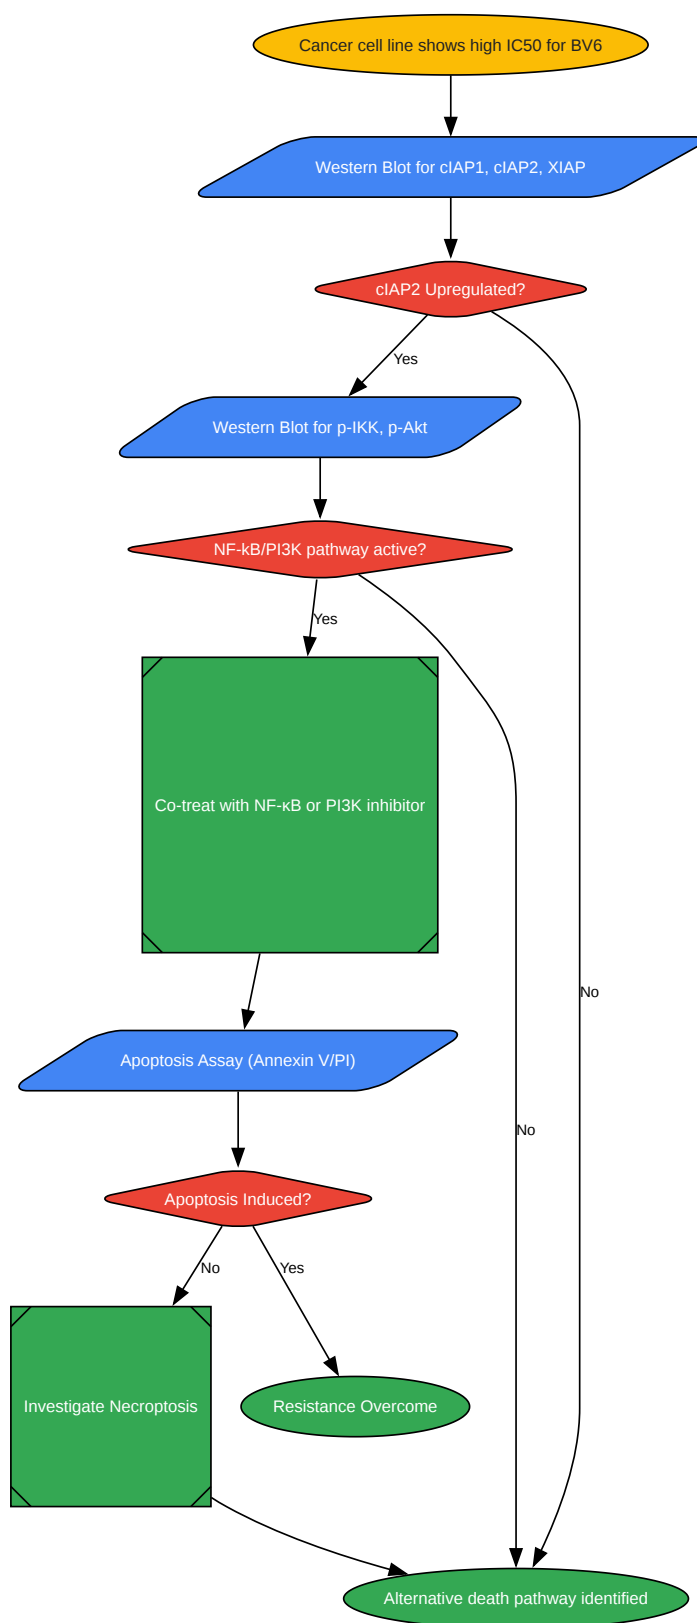 Cancer cell line shows high IC50 for BV6
Western Blot for cIAP1, cIAP2, XIAP
cIAP2 Upregulated?
Yes
Western Blot for p-IKK, p-Akt
NF-kB/PI3K pathway active?
Yes
Co-treat with NF-κB or PI3K inhibitor
No
Apoptosis Assay (Annexin V/PI)
No
Apoptosis Induced?
No
Yes
Investigate Necroptosis
Resistance Overcome
Alternative death pathway identified